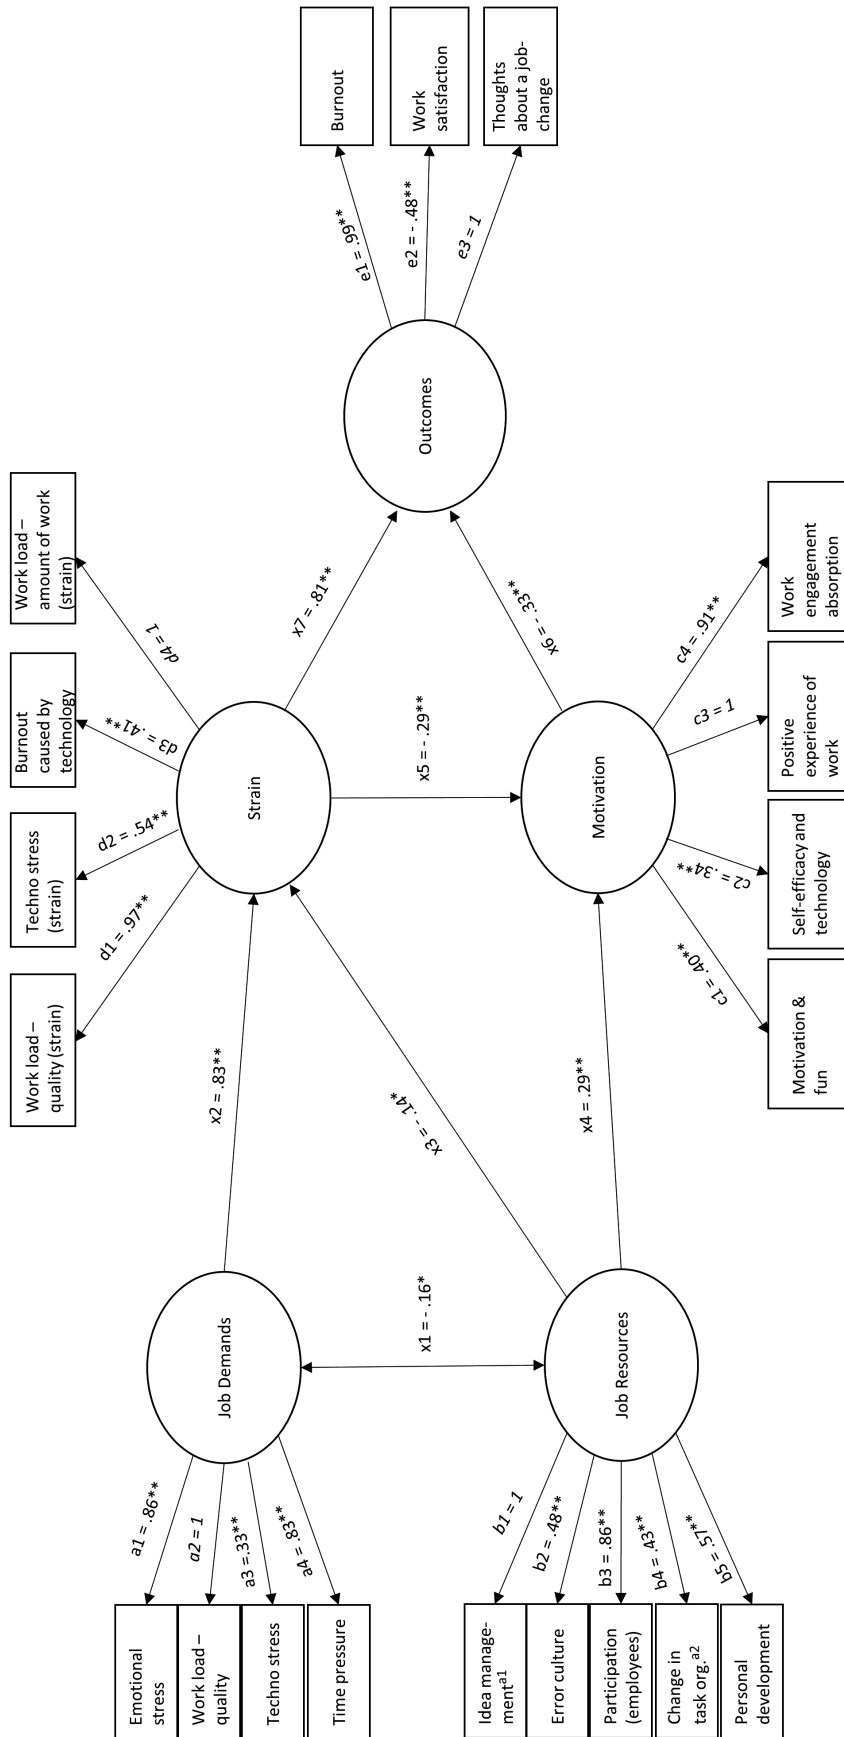 Emotional
stress
Work load –
quality
Techno stress
Time pressure
a1 = .86**
a2 = 1
a3 = .33**
a4 = .83**
Job Demands
x1 = - .16*
Idea manage-
ment^a1
Error culture
Participation
(employees)
Change in
task org.^a2
Personal
development
b1 = 1
b2 = .48**
b3 = .86**
b4 = .43**
b5 = .57**
Job Resources
x2 = .83**
x3 = - .14*
x4 = .29**
Work load –
quality (strain)
Techno stress
(strain)
Burnout
caused by
technology
Work load –
amount of work
(strain)
d1 = .97**
d2 = .54**
d3 = .41**
d4 = 1
Strain
x5 = - .29**
Motivation
c1 = .40**
c2 = .34**
c3 = 1
c4 = .91**
Motivation &
fun
Self-efficacy and
technology
Positive
experience of
work
Work
engagement
absorption
x7 = .81**
x6 = - .33**
Outcomes
e1 = .99**
e2 = - .48**
e3 = 1
Burnout
Work
satisfaction
Thoughts
about a job-
change